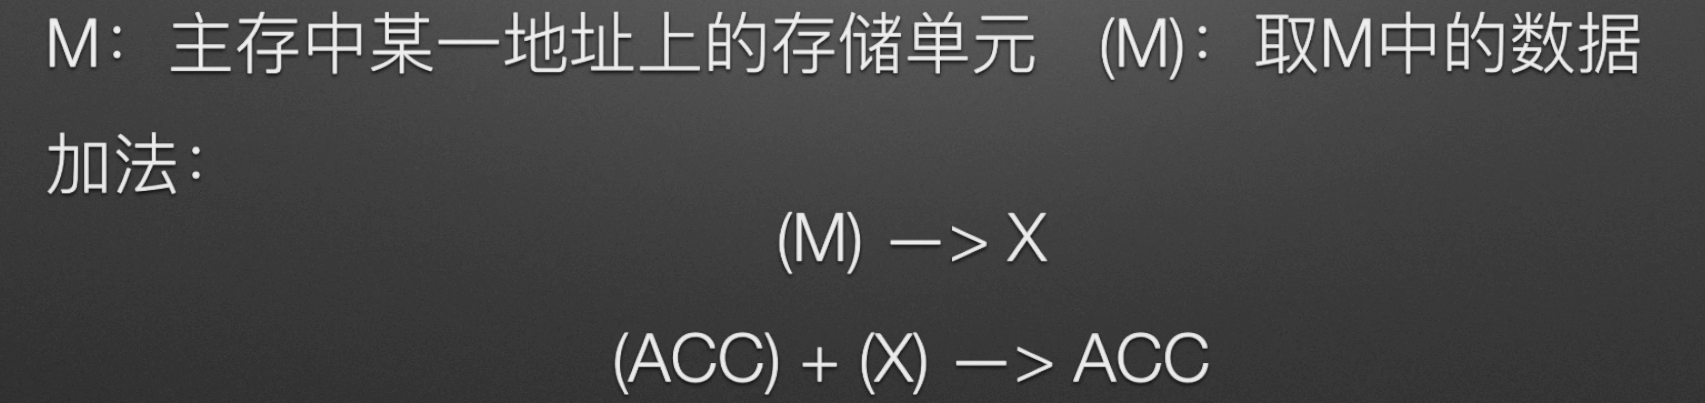 M：主存中某一地址上的存储单元 (M)：取M中的数据
加法：
(M) —> X
(ACC) + (X) —> ACC